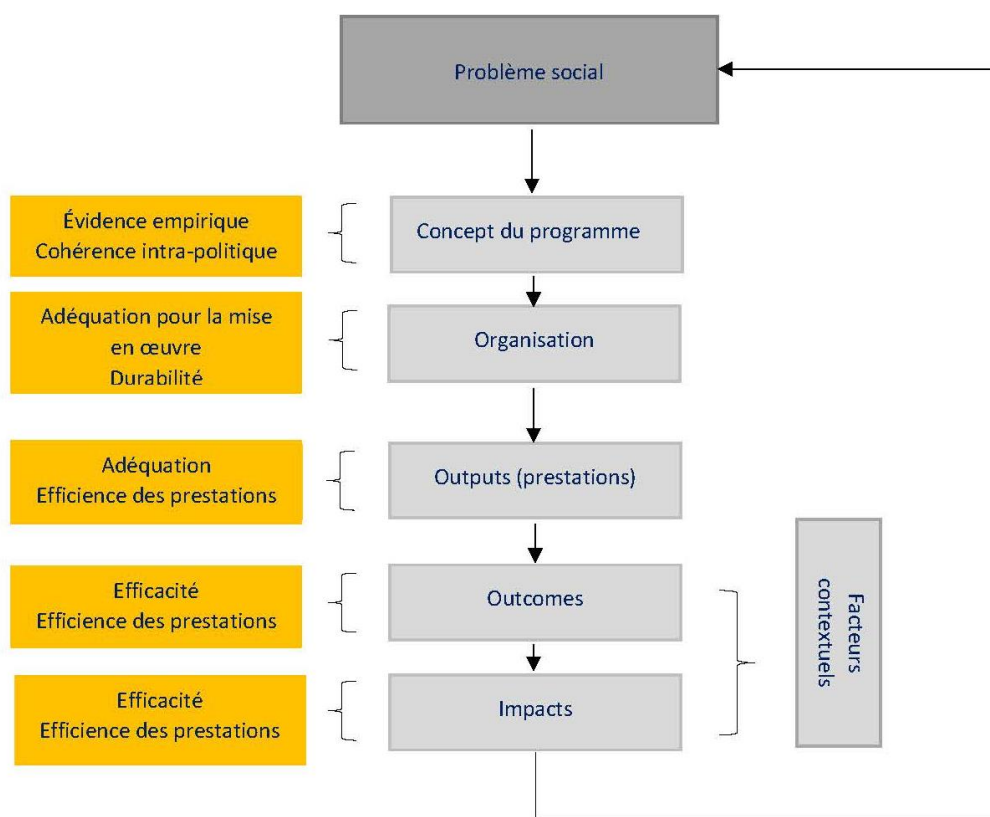 Problème social
Évidence empirique
Cohérence intra-politique
Concept du programme
Adéquation pour la mise
en œuvre
Durabilité
Organisation
Adéquation
Efficience des prestations
Outputs (prestations)
Efficacité
Efficience des prestations
Outcomes
Facteurs
contextuels
Efficacité
Efficience des prestations
Impacts